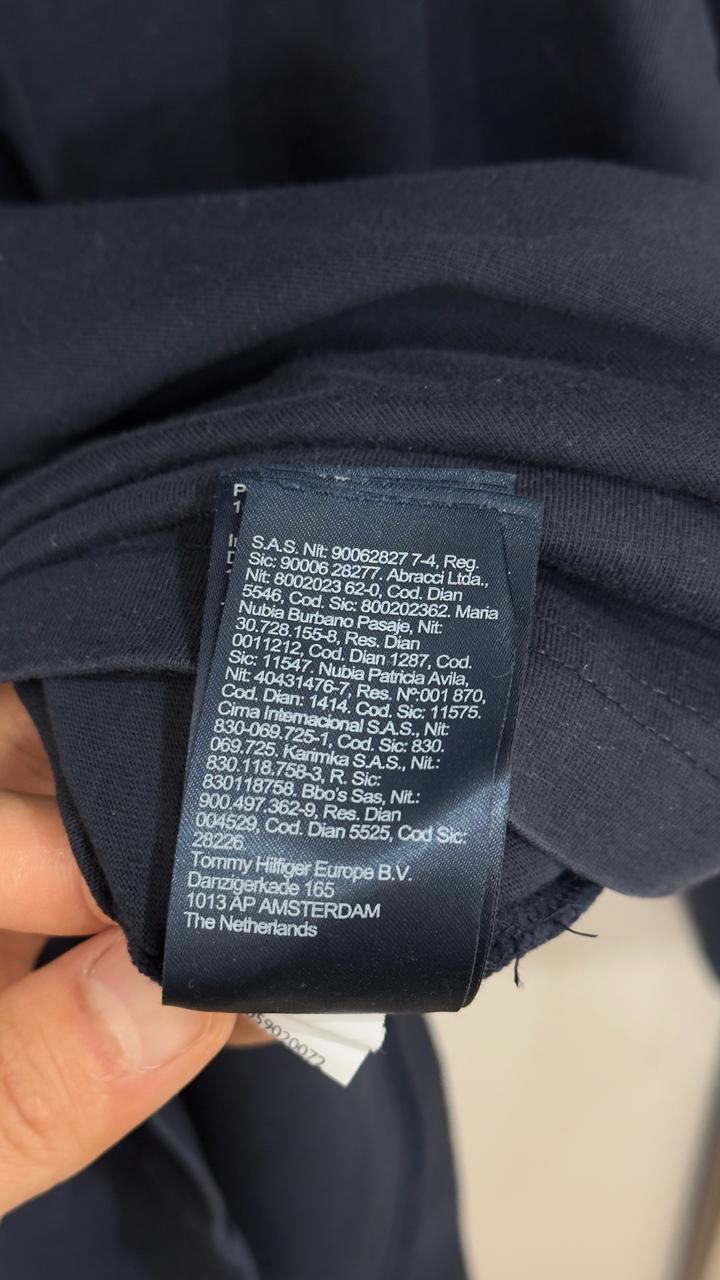 P
1
D
S.A.S. Nit: 90062827 7-4, Reg.
Sic: 90006 28277. Abracci Ltda.,
Nit: 8002023 62-0, Cod. Dian
5546, Cod. Sic: 800202362. Maria
Nubia Burbano Pasaje, Nit:
30.728.155-8, Res. Dian
0011212, Cod. Dian 1287, Cod.
Sic: 11547. Nubia Patricia Avila,
Nit: 40431476-7, Res. Nº:001 870,
Cod. Dian: 1414. Cod. Sic: 11575.
Cima Internacional S.A.S., Nit:
830-069.725-1, Cod. Sic: 830.
069.725. Karimka S.A.S., Nit.:
830.118.758-3, R. Sic:
830118758. Bbo's Sas, Nit.:
900.497.362-9, Res. Dian
004529, Cod. Dian 5525, Cod Sic:
28226.
Tommy Hilfiger Europe B.V.
Danzigerkade 165
1013 AP AMSTERDAM
The Netherlands
59020072